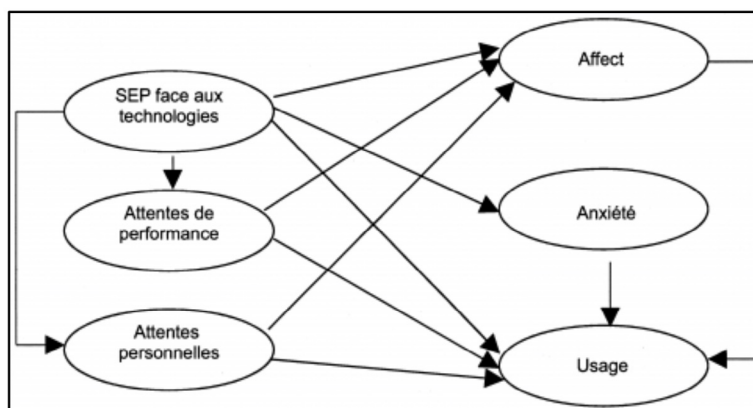 SEP face aux
technologies
Attentes de
performance
Attentes
personnelles
Affect
Anxiété
Usage